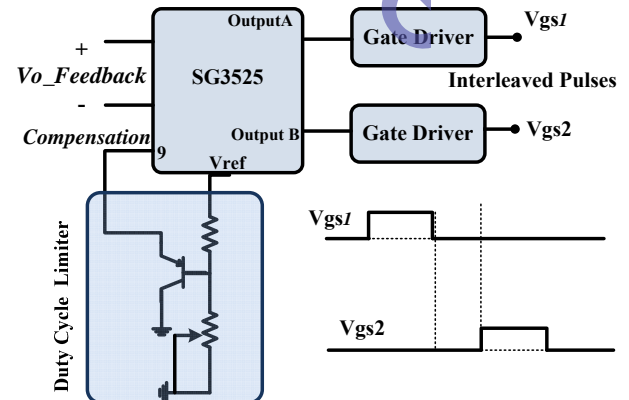 OutputA
Vgs1
+
Gate Driver
Vo_Feedback
SG3525
Interleaved Pulses
-
Compensation
Output B
Gate Driver
Vgs2
9
Vref
Duty Cycle Limiter
Vgs1
Vgs2